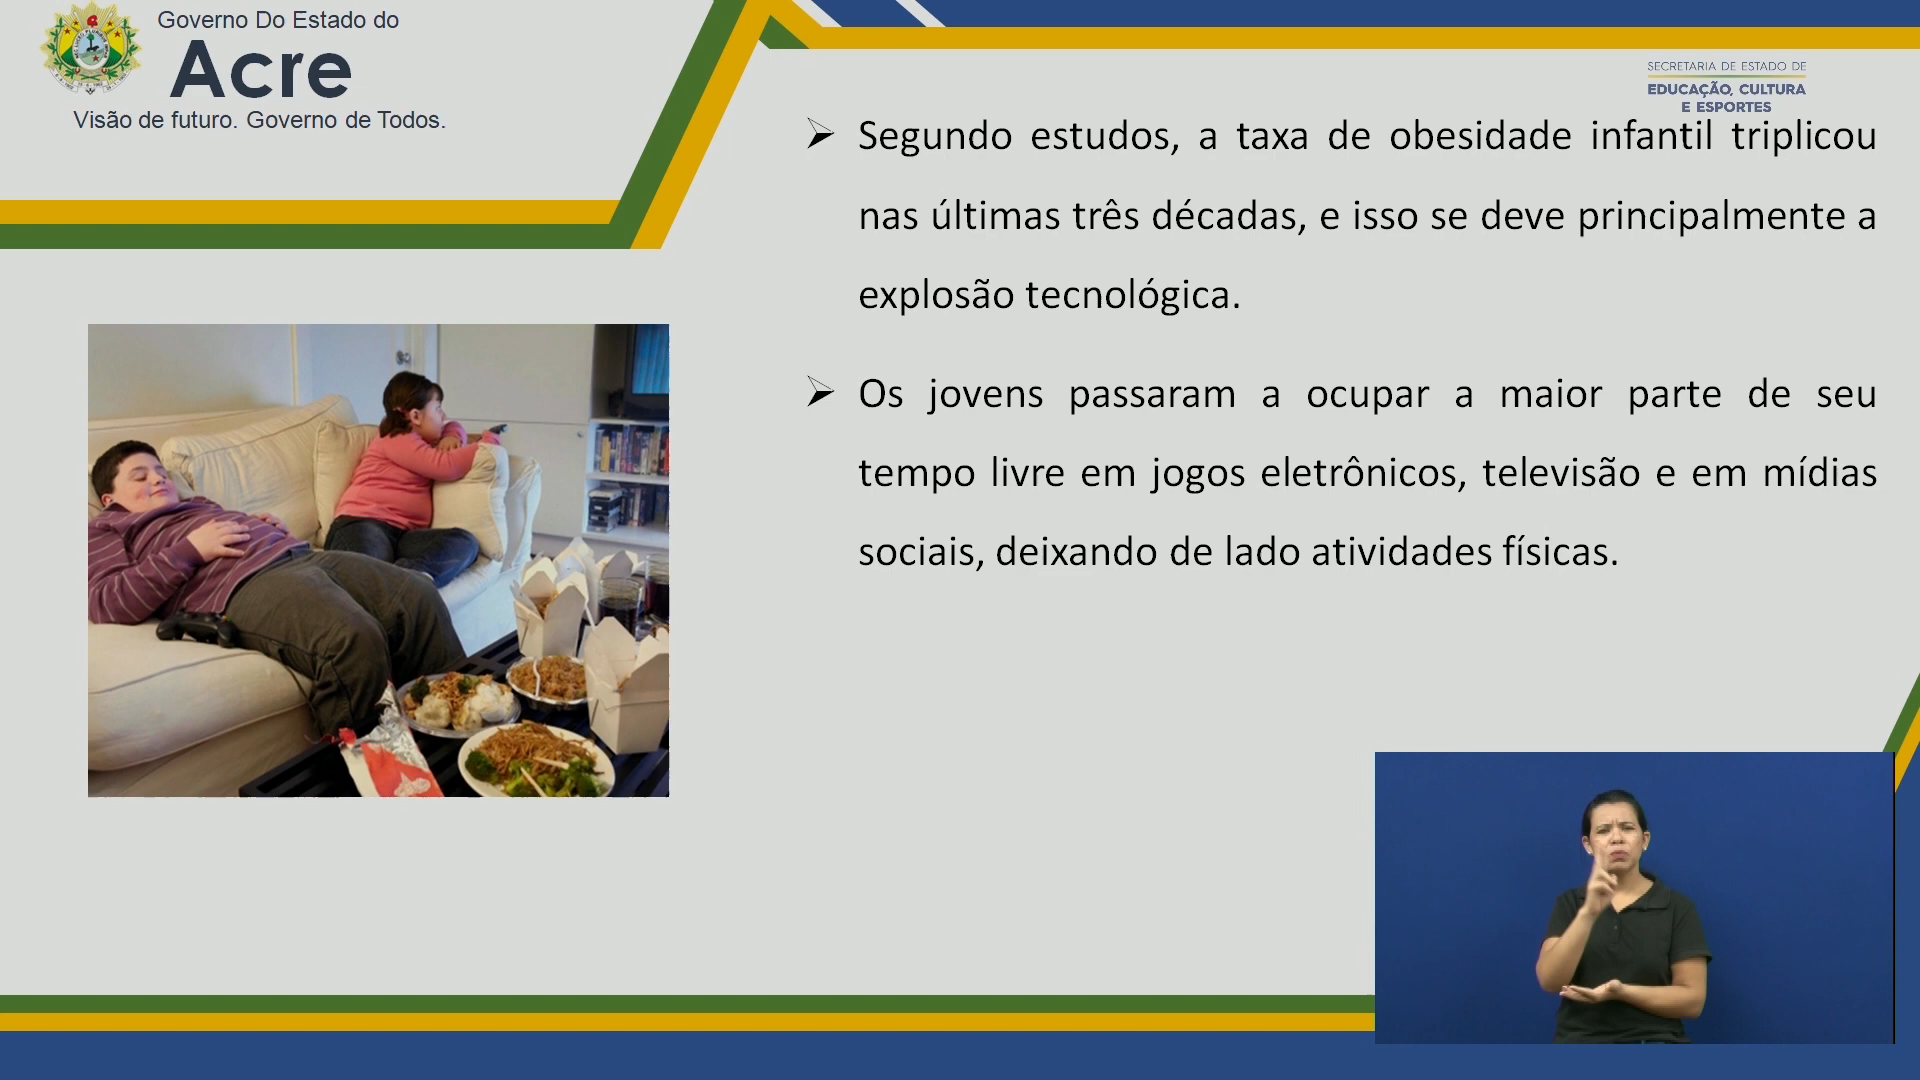 Governo Do Estado do
Acre
Visão de futuro. Governo de Todos.
SECRETARIA DE ESTADO DE
EDUCAÇÃO, CULTURA
E ESPORTES
Segundo estudos, a taxa de obesidade infantil triplicou
nas últimas três décadas, e isso se deve principalmente a
explosão tecnológica.
Os jovens passaram a ocupar a maior parte de seu
tempo livre em jogos eletrônicos, televisão e em mídias
sociais, deixando de lado atividades físicas.